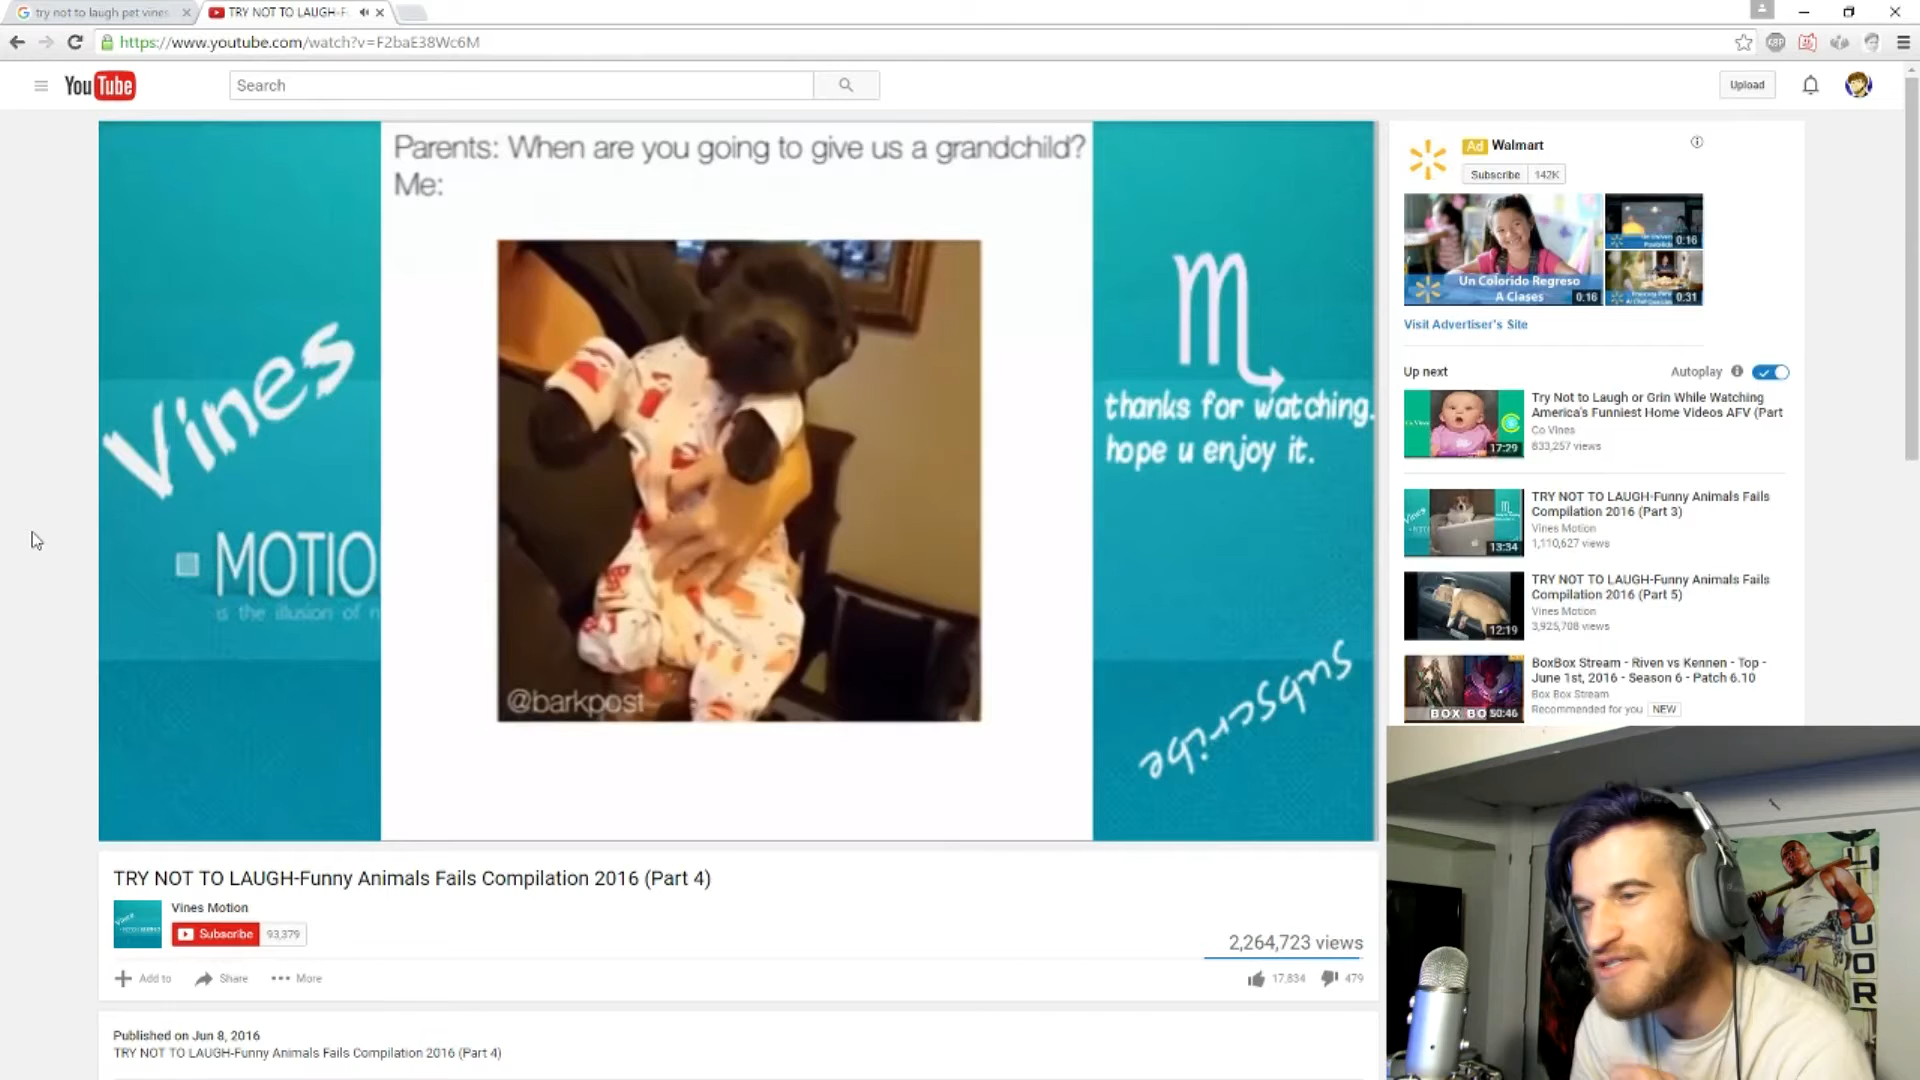 try not to laugh pet vines
TRY NOT TO LAUGH-F
https://www.youtube.com/watch?v=F2baE38Wc6M
YouTube
Search
Upload
Parents: When are you going to give us a grandchild?
Me:
Vines
MOTIO
is the illusion of
@barkpost
thanks for watching.
hope u enjoy it.
Subscribe
Ad Walmart
Subscribe 142K
Un Colorido Regreso
A Clases
0:16
0:16
0:31
Visit Advertiser's Site
Up next
Autoplay
Try Not to Laugh or Grin While Watching
America's Funniest Home Videos AFV (Part
Co Vines
833,257 views
17:29
TRY NOT TO LAUGH-Funny Animals Fails
Compilation 2016 (Part 3)
Vines Motion
1,110,627 views
13:34
TRY NOT TO LAUGH-Funny Animals Fails
Compilation 2016 (Part 5)
Vines Motion
3,925,708 views
12:19
BoxBox Stream - Riven vs Kennen - Top -
June 1st, 2016 - Season 6 - Patch 6.10
Box Box Stream
Recommended for you NEW
BOX BO 50:46
TRY NOT TO LAUGH-Funny Animals Fails Compilation 2016 (Part 4)
Vines Motion
Subscribe 93,379
2,264,723 views
Add to Share More
17,834 479
Published on Jun 8, 2016
TRY NOT TO LAUGH-Funny Animals Fails Compilation 2016 (Part 4)